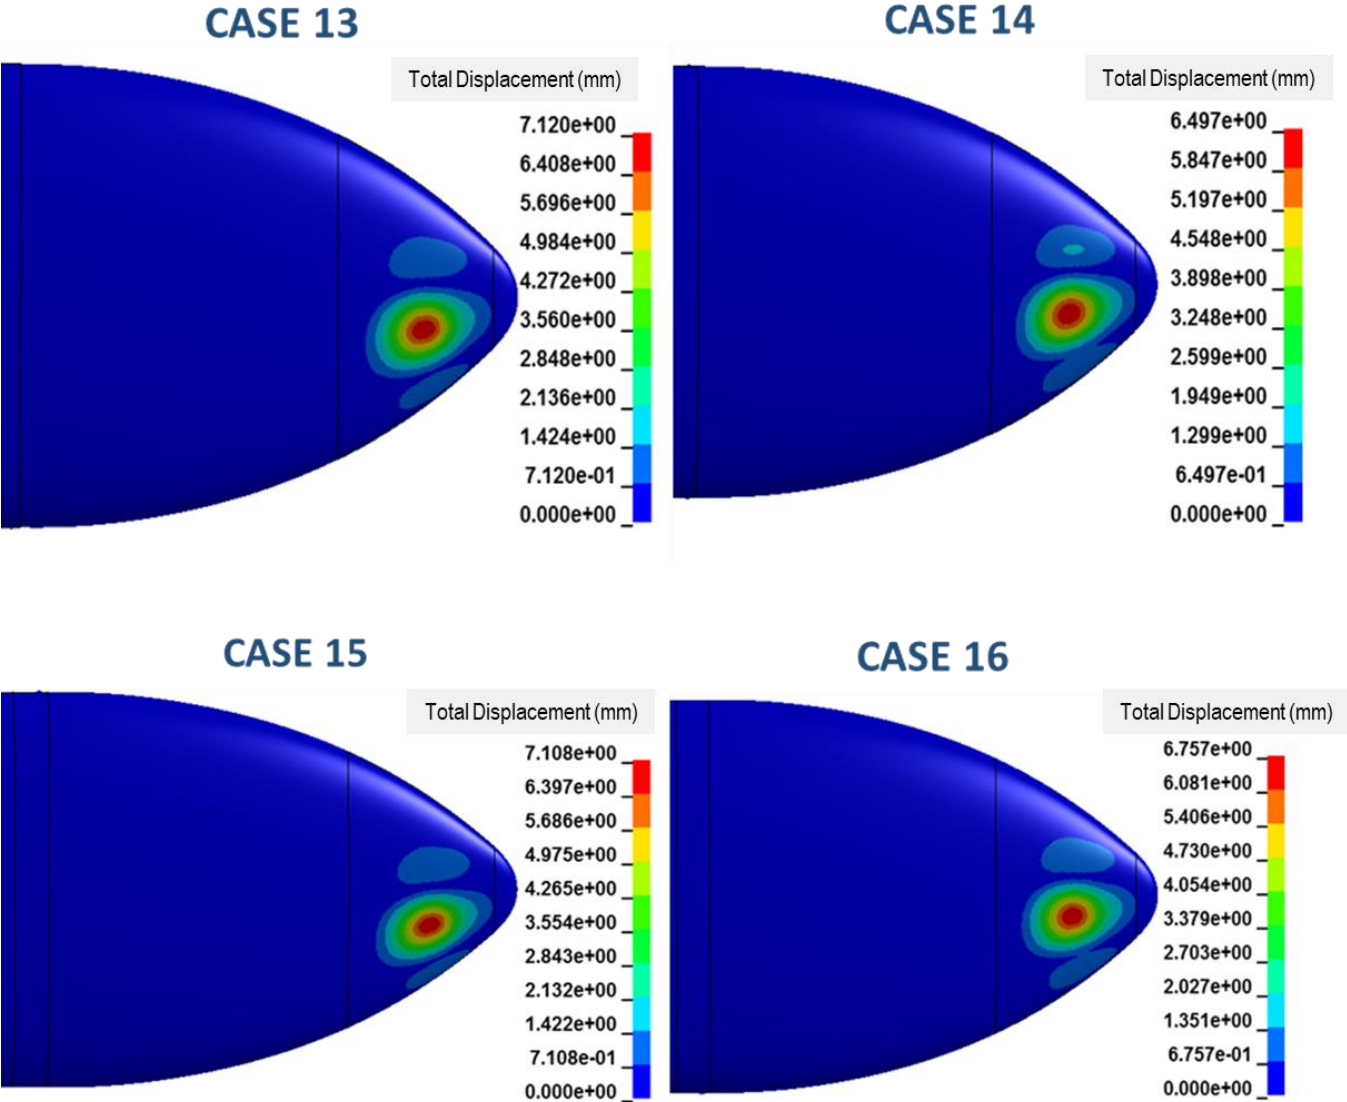 CASE 13
Total Displacement (mm)
7.120e+00
6.408e+00
5.696e+00
4.984e+00
4.272e+00
3.560e+00
2.848e+00
2.136e+00
1.424e+00
7.120e-01
0.000e+00
CASE 14
Total Displacement (mm)
6.497e+00
5.847e+00
5.197e+00
4.548e+00
3.898e+00
3.248e+00
2.599e+00
1.949e+00
1.299e+00
6.497e-01
0.000e+00
CASE 15
Total Displacement (mm)
7.108e+00
6.397e+00
5.686e+00
4.975e+00
4.265e+00
3.554e+00
2.843e+00
2.132e+00
1.422e+00
7.108e-01
0.000e+00
CASE 16
Total Displacement (mm)
6.757e+00
6.081e+00
5.406e+00
4.730e+00
4.054e+00
3.379e+00
2.703e+00
2.027e+00
1.351e+00
6.757e-01
0.000e+00